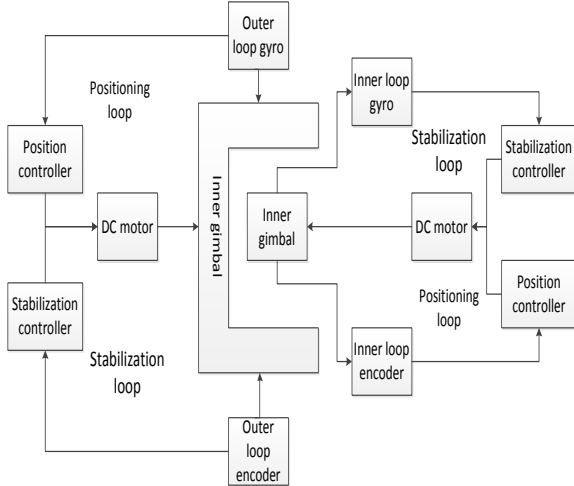 Outer
loop gyro
Positioning
loop
Inner loop
gyro
Position
controller
Stabilization
loop
Stabilization
controller
DC motor
Inner gimbal
Inner
gimbal
DC motor
Stabilization
controller
Positioning
loop
Position
controller
Stabilization
loop
Inner loop
encoder
Outer
loop
encoder